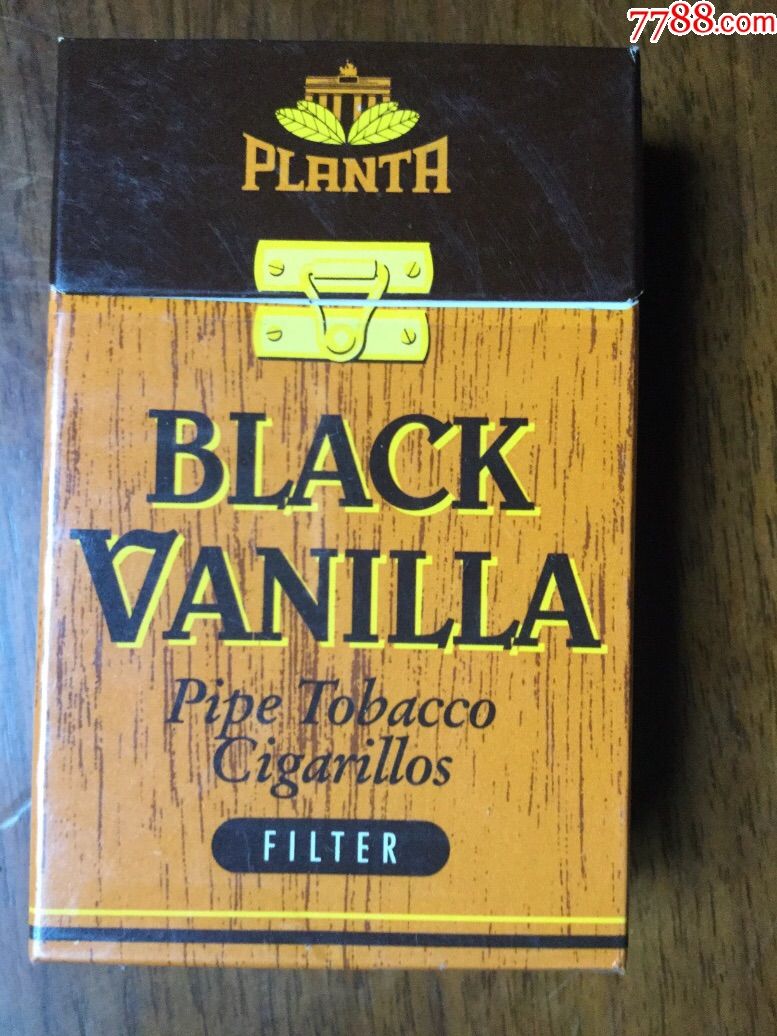 7788.com
PLANTA
BLACK
VANILLA
Pipe Tobacco
Cigarillos
FILTER